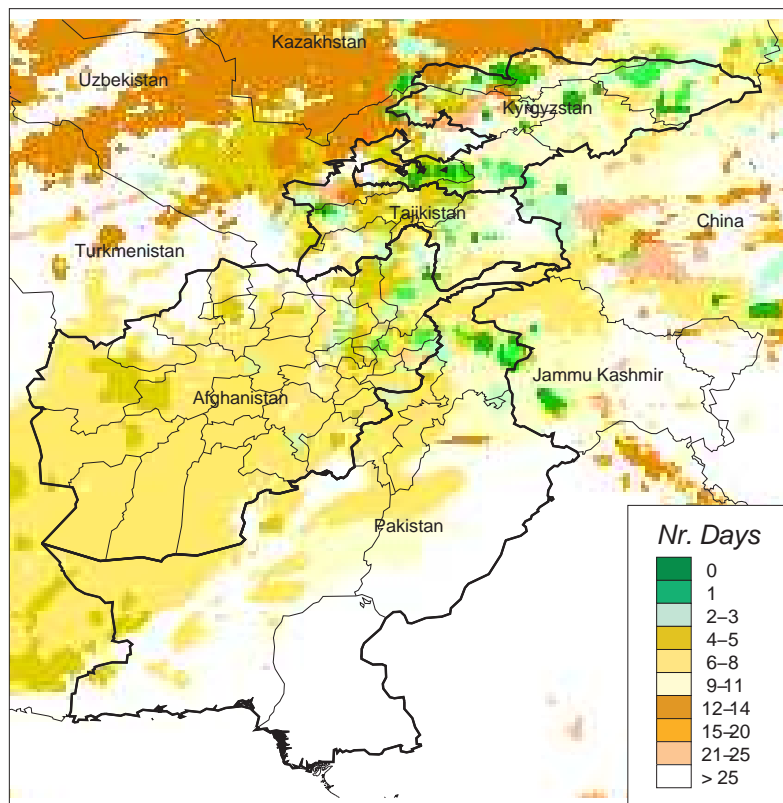 Kazakhstan
Uzbekistan
Kyrgyzstan
Tajikistan
China
Turkmenistan
Jammu Kashmir
Afghanistan
Pakistan
Nr. Days
0
1
2–3
4–5
6–8
9–11
12–14
15–20
21–25
> 25